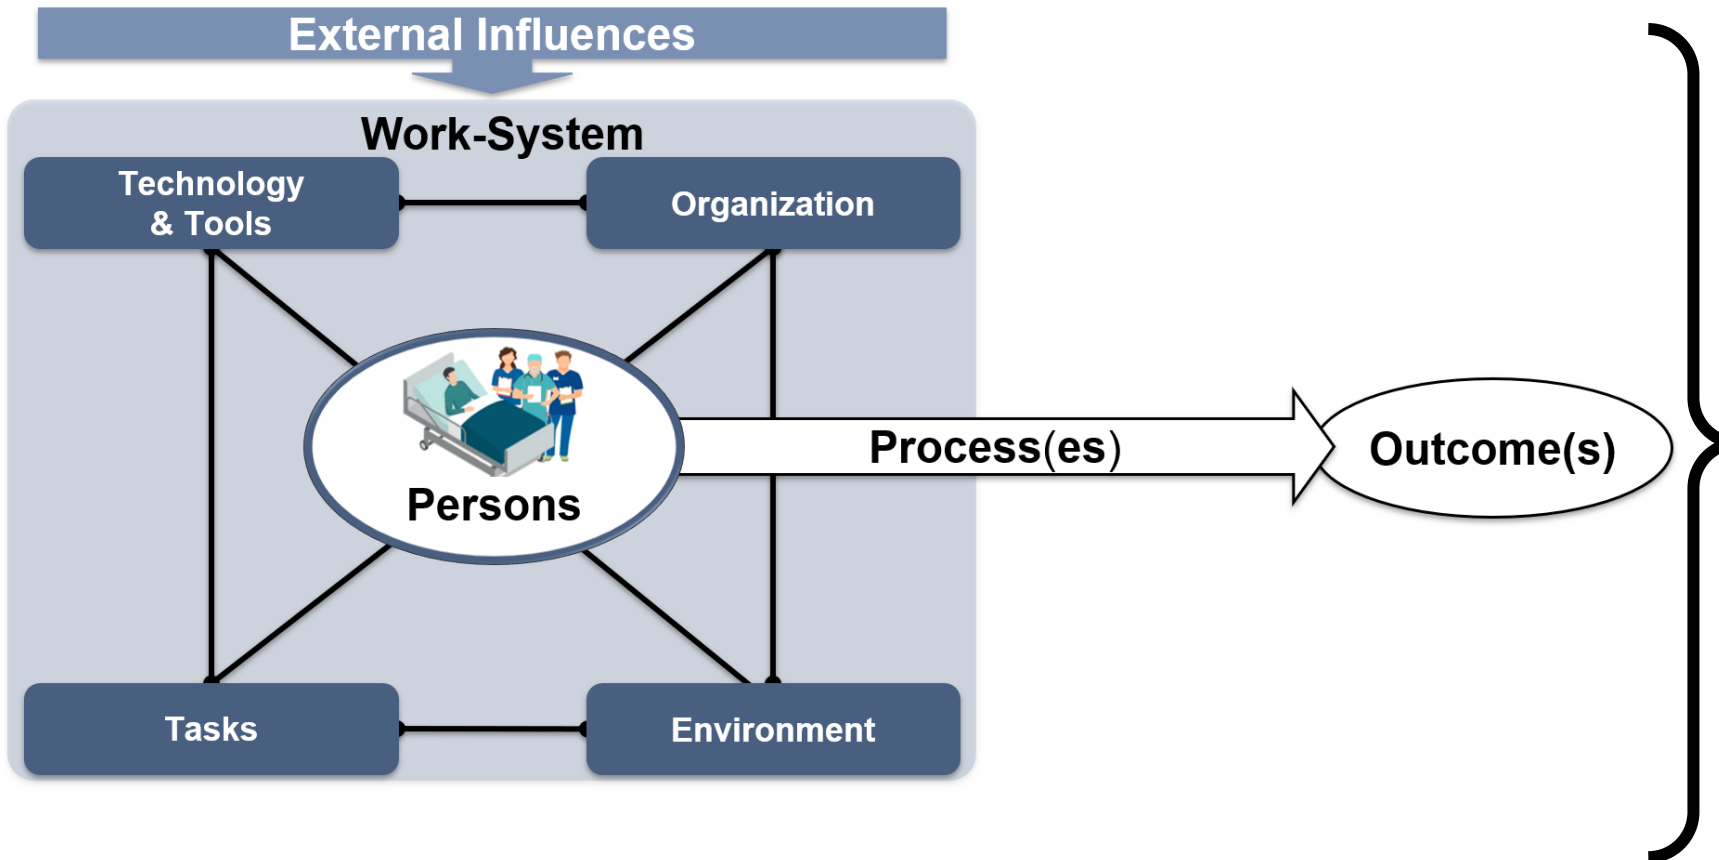 External Influences
Work-System
Technology
& Tools
Organization
Persons
Process(es)
Outcome(s)
Tasks
Environment